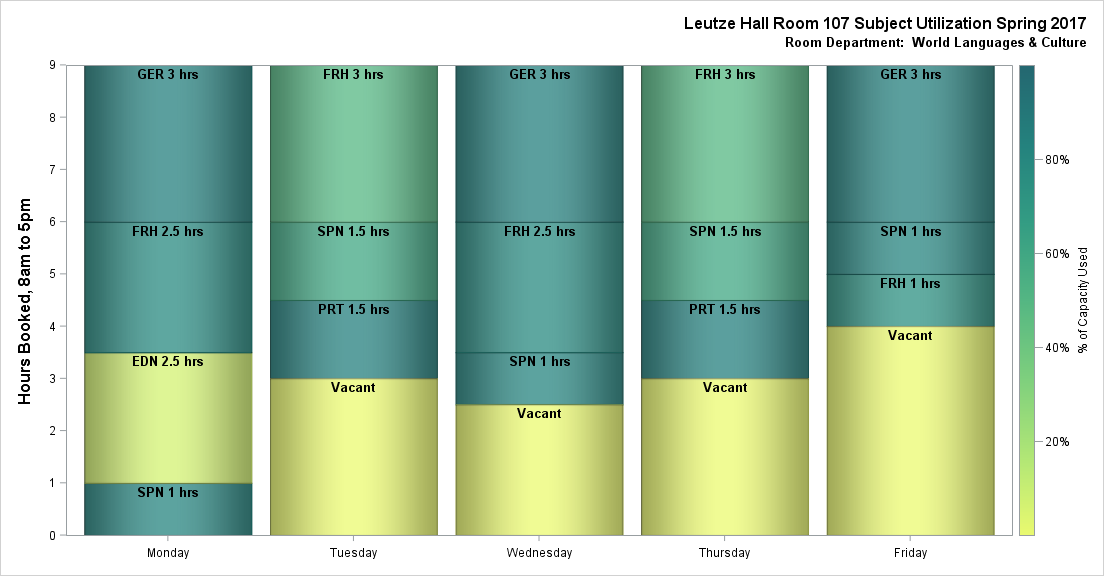 Leutze Hall Room 107 Subject Utilization Spring 2017
Room Department: World Languages & Culture
Hours Booked, 8am to 5pm
9
8
7
6
5
4
3
2
1
0
GER 3 hrs
FRH 2.5 hrs
EDN 2.5 hrs
SPN 1 hrs
Monday
FRH 3 hrs
SPN 1.5 hrs
PRT 1.5 hrs
Vacant
Tuesday
GER 3 hrs
FRH 2.5 hrs
SPN 1 hrs
Vacant
Wednesday
FRH 3 hrs
SPN 1.5 hrs
PRT 1.5 hrs
Vacant
Thursday
GER 3 hrs
SPN 1 hrs
FRH 1 hrs
Vacant
Friday
80%
60%
40%
20%
% of Capacity Used